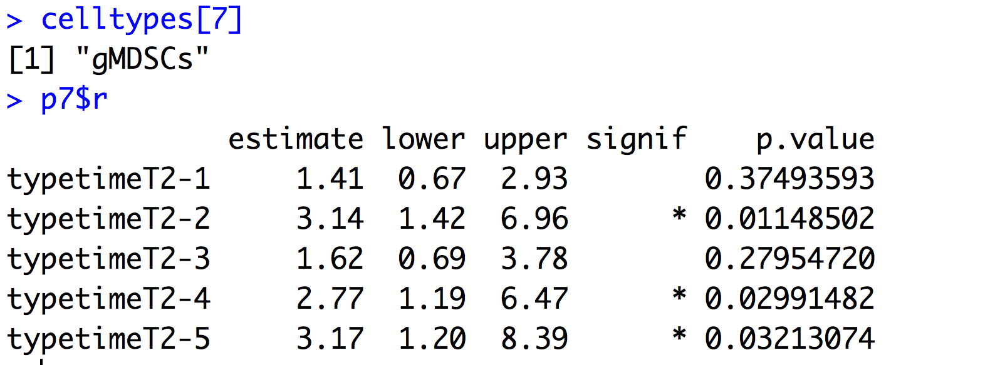 > celltypes[7]
[1] "gMDSCs"
> p7$r
             estimate lower upper signif    p.value
typetimeT2-1     1.41  0.67  2.93        0.37493593
typetimeT2-2     3.14  1.42  6.96      * 0.01148502
typetimeT2-3     1.62  0.69  3.78        0.27954720
typetimeT2-4     2.77  1.19  6.47      * 0.02991482
typetimeT2-5     3.17  1.20  8.39      * 0.03213074